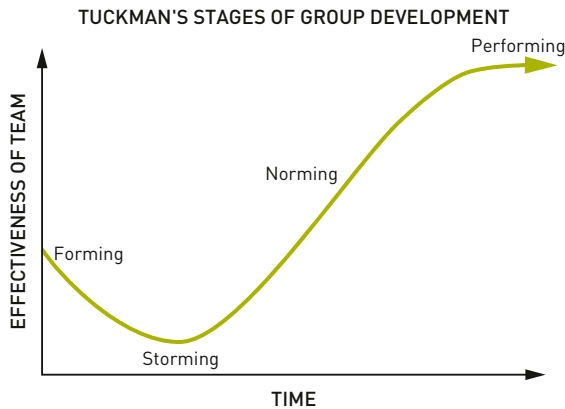 TUCKMAN'S STAGES OF GROUP DEVELOPMENT
Performing
EFFECTIVENESS OF TEAM
Norming
Forming
Storming
TIME